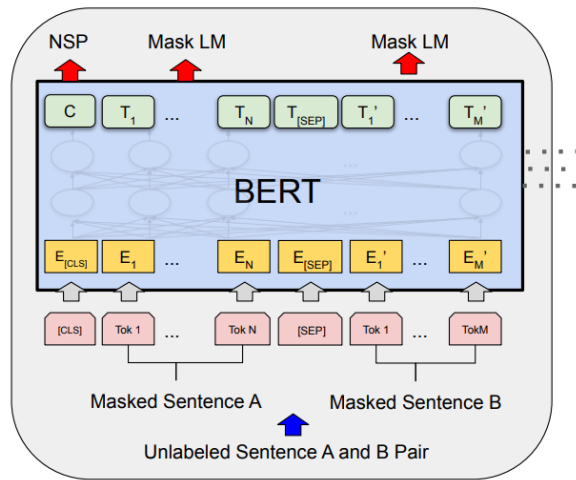 NSP Mask LM Mask LM
C T1 ... TN T[SEP] T1’ ... TM’
...
BERT
...
E[CLS] E1 ... EN E[SEP] E1’ ... EM’
[CLS] Tok 1 ... Tok N [SEP] Tok 1 ... TokM
Masked Sentence A Masked Sentence B
Unlabeled Sentence A and B Pair